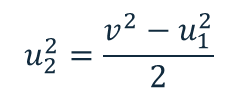 u₂² = (v² − u₁²) / 2